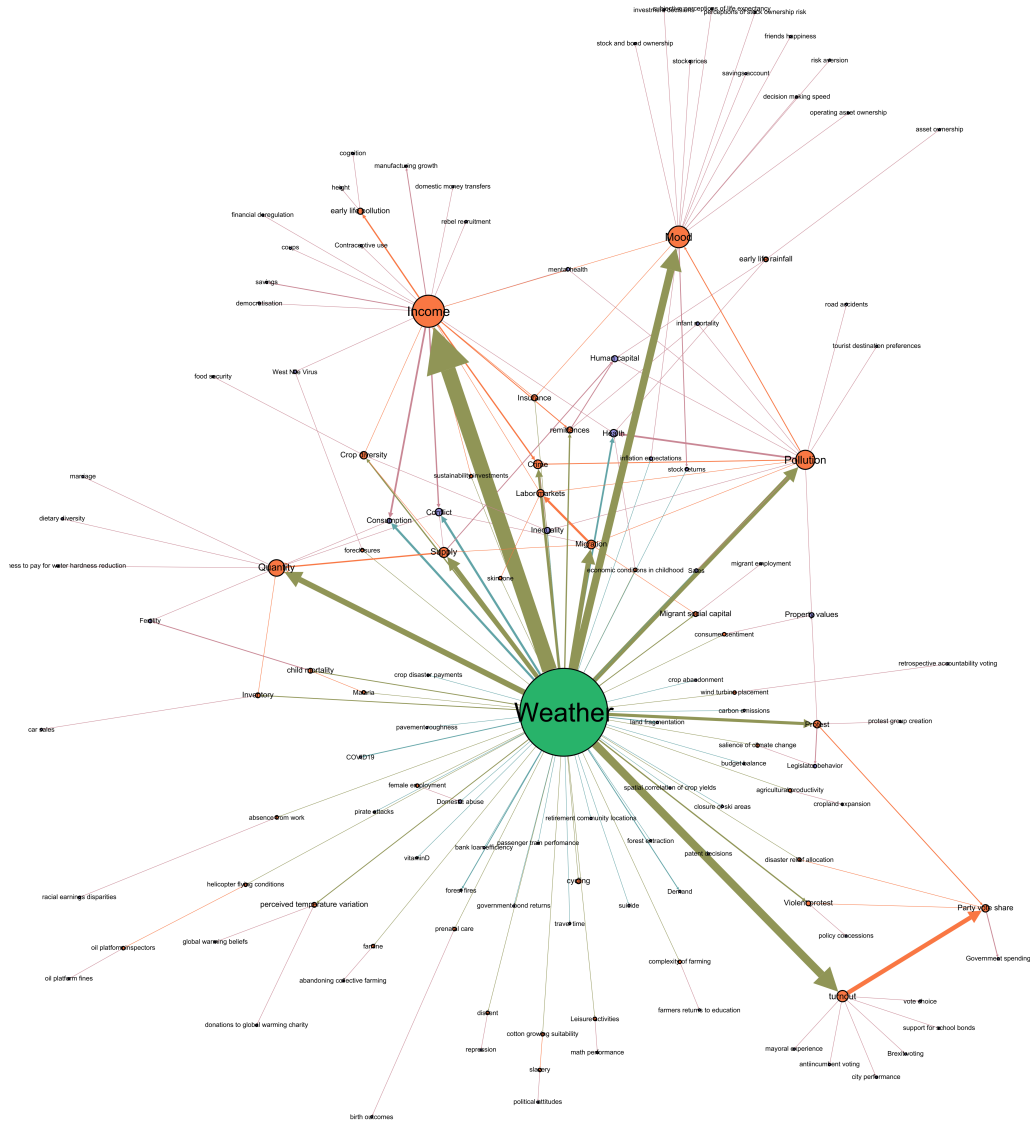 investment decisions
subjective perceptions of life expectancy
perceptions of stock ownership risk
friends happiness
stock and bond ownership
stock prices
risk aversion
savings account
decision making speed
operating asset ownership
asset ownership
cognition
manufacturing growth
height
domestic money transfers
early life pollution
financial deregulation
rebel recruitment
Mood
coups
Contraceptive use
early life rainfall
mental health
savings
democratisation
Income
road accidents
infant mortality
tourist destination preferences
Human capital
West Nile Virus
food security
Insurance
remittances
Health
Crop diversity
Crime
inflation expectations
Pollution
stock returns
marriage
sustainability investments
Labor markets
dietary diversity
Consumption
Conflict
Inequality
Migration
foreclosures
Supply
ness to pay for water hardness reduction
Quantity
skin tone
economic conditions in childhood
Sales
migrant employment
Fertility
Migrant social capital
Property values
consumer sentiment
retrospective accountability voting
child mortality
crop disaster payments
crop abandonment
Inventory
Malaria
wind turbine placement
Weather
carbon emissions
car sales
pavement roughness
land fragmentation
Protest
protest group creation
salience of climate change
COVID19
budget balance
Legislator behavior
female employment
spatial correlation of crop yields
agricultural productivity
Domestic abuse
closure of ski areas
cropland expansion
absence from work
pirate attacks
retirement community locations
vitaminD
bank loan efficiency
passenger train perfomance
forest extraction
patent decisions
disaster relief allocation
helicopter flying conditions
cycling
racial earnings disparities
forest fires
Demand
perceived temperature variation
government bond returns
suicide
Violent protest
Party vote share
prenatal care
travel time
global warming beliefs
policy concessions
oil platform inspectors
famine
Government spending
complexity of farming
oil platform fines
abandoning collective farming
turnout
vote choice
farmers returns to education
dissent
Leisure activities
donations to global warming charity
support for school bonds
cotton growing suitability
repression
math performance
mayoral experience
Brexit voting
antiincumbent voting
slavery
city performance
political attitudes
birth outcomes